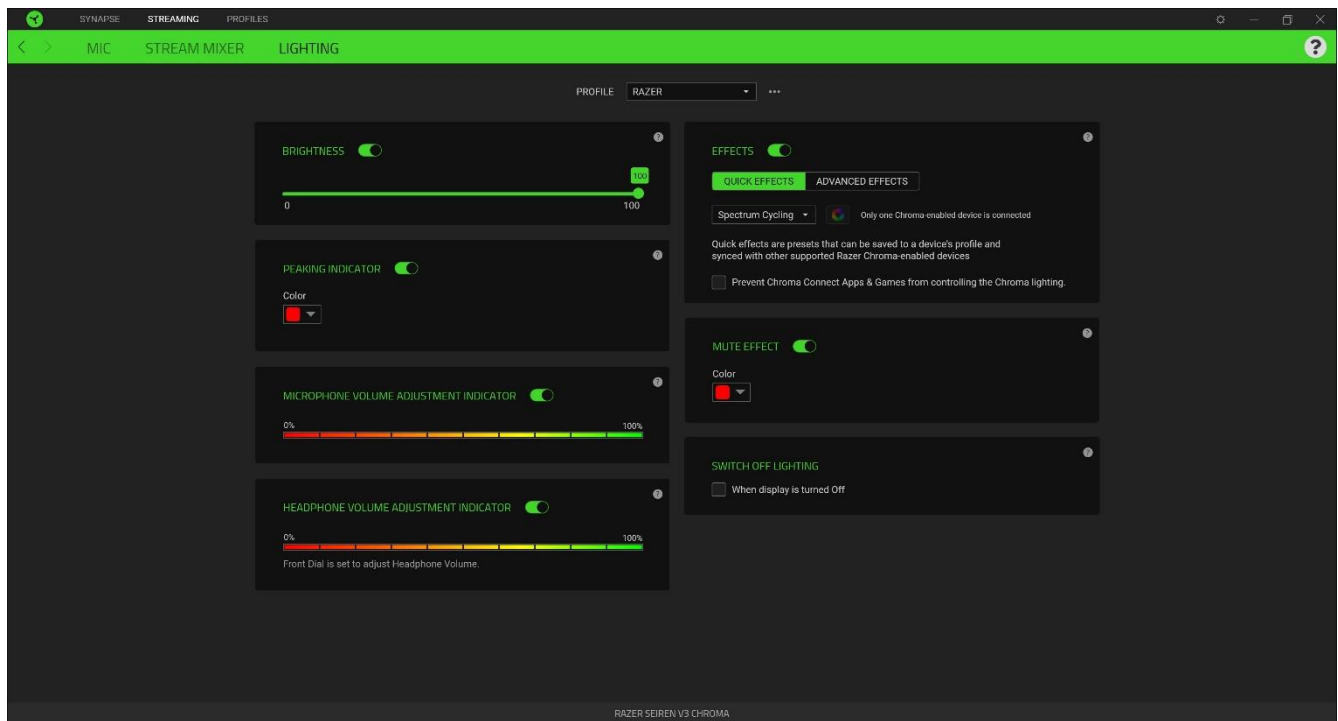 SYNAPSE STREAMING PROFILES
MIC STREAM MIXER LIGHTING ?
PROFILE RAZER
BRIGHTNESS ?
100
0 100
PEAKING INDICATOR ?
Color
MICROPHONE VOLUME ADJUSTMENT INDICATOR ?
0% 100%
HEADPHONE VOLUME ADJUSTMENT INDICATOR ?
0% 100%
Front Dial is set to adjust Headphone Volume.
EFFECTS ?
QUICK EFFECTS ADVANCED EFFECTS
Spectrum Cycling Only one Chroma-enabled device is connected
Quick effects are presets that can be saved to a device's profile and
synced with other supported Razer Chroma-enabled devices
Prevent Chroma Connect Apps & Games from controlling the Chroma lighting.
MUTE EFFECT ?
Color
SWITCH OFF LIGHTING ?
When display is turned Off
RAZER SEIREN V3 CHROMA